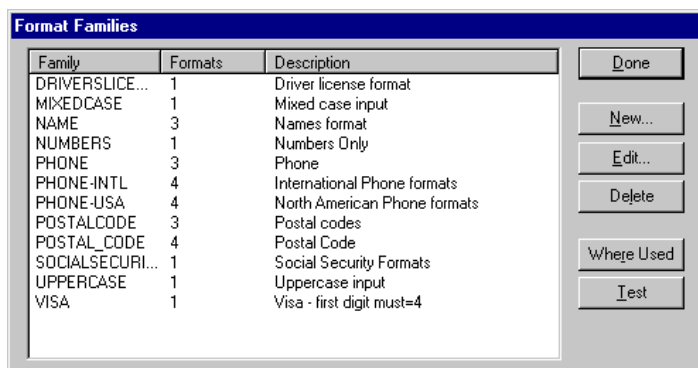 Format Families
Family Formats Description
DRIVERSLICE... 1 Driver license format
MIXEDCASE 1 Mixed case input
NAME 3 Names format
NUMBERS 1 Numbers Only
PHONE 3 Phone
PHONE-INTL 4 International Phone formats
PHONE-USA 4 North American Phone formats
POSTALCODE 3 Postal codes
POSTAL_CODE 4 Postal Code
SOCIALSECURI... 1 Social Security Formats
UPPERCASE 1 Uppercase input
VISA 1 Visa - first digit must=4
Done
New...
Edit...
Delete
Where Used
Test